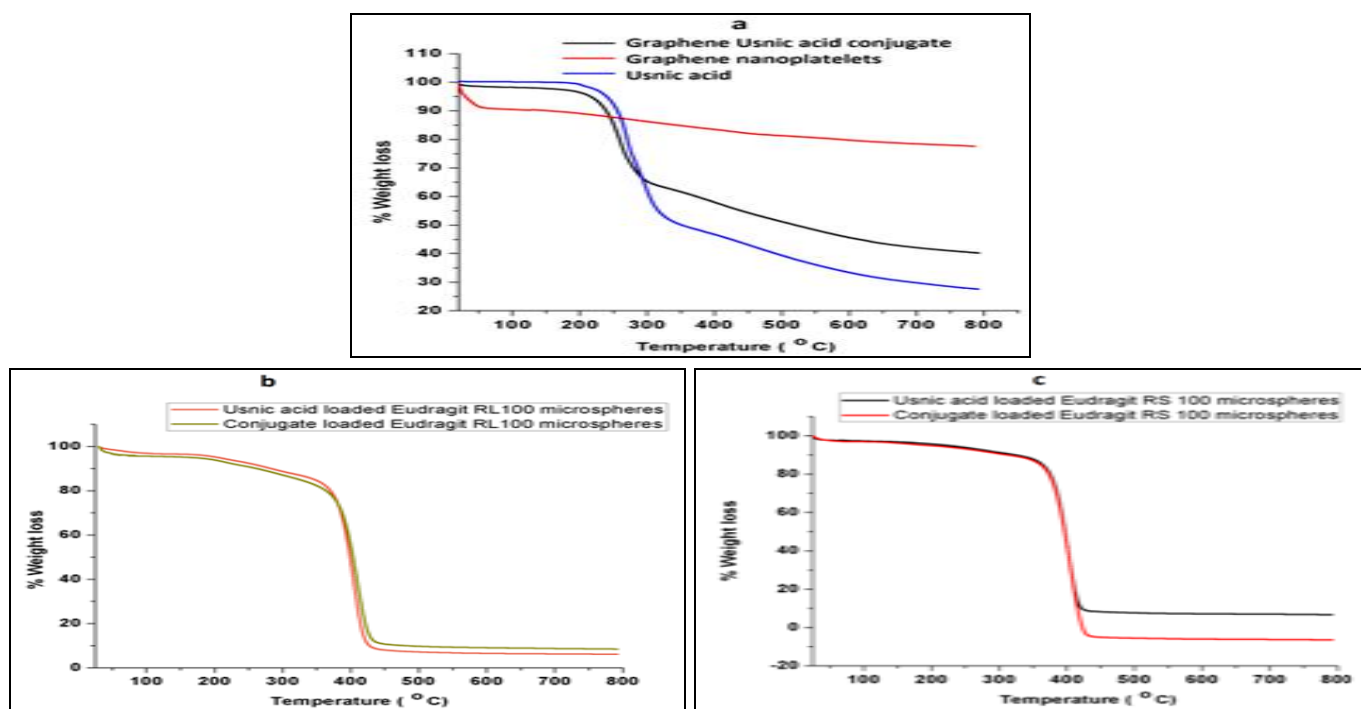 a
Graphene Usnic acid conjugate
Graphene nanoplatelets
Usnic acid
110
100
90
80
70
60
50
40
30
20
% Weight loss
100 200 300 400 500 600 700 800
Temperature ( °C)
b
Usnic acid loaded Eudragit RL100 microspheres
Conjugate loaded Eudragit RL100 microspheres
100
80
60
40
20
0
% Weight loss
100 200 300 400 500 600 700 800
Temperature ( °C)
c
Usnic acid loaded Eudragit RS 100 microspheres
Conjugate loaded Eudragit RS 100 microspheres
100
80
60
40
20
0
-20
% Weight loss
100 200 300 400 500 600 700 800
Temperature ( °C)